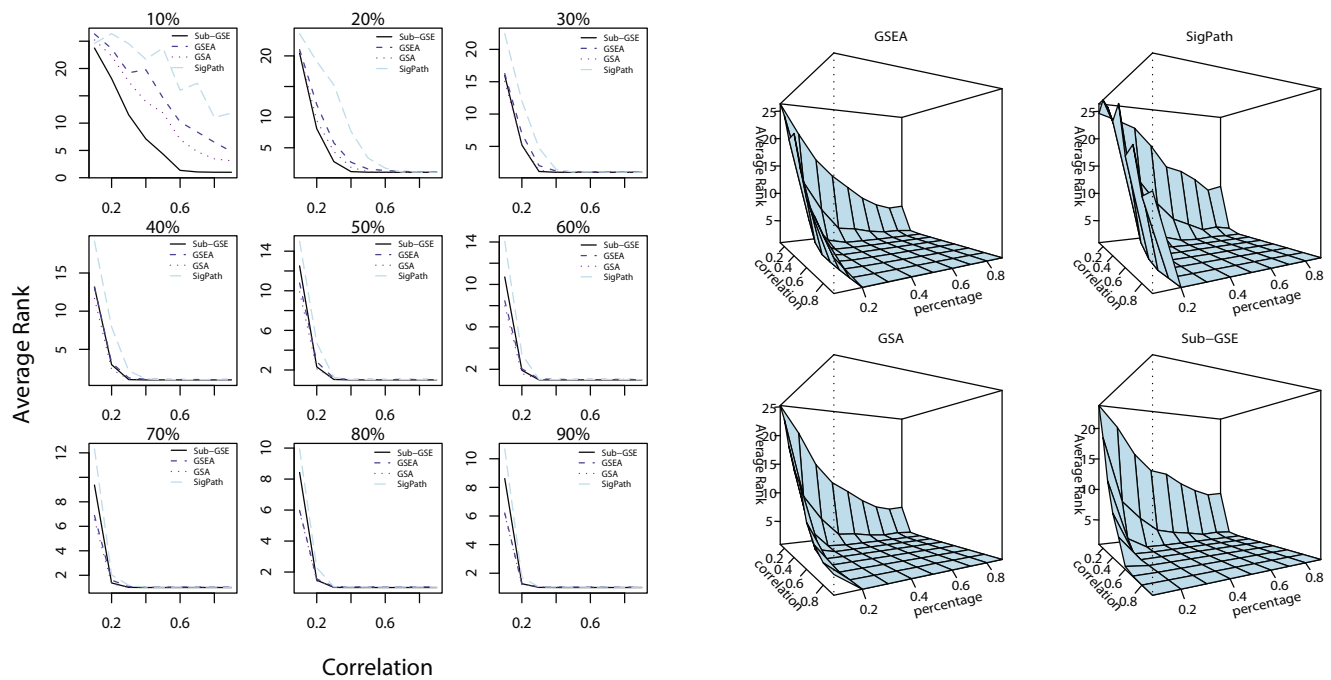 10%
Sub−GSE
GSEA
GSA
SigPath
20
15
10
5
0
0.2
0.6
20%
Sub−GSE
GSEA
GSA
SigPath
20
10
5
0.2
0.6
30%
Sub−GSE
GSEA
GSA
SigPath
20
15
10
5
0.2
0.6
40%
Sub−GSE
GSEA
GSA
SigPath
15
10
5
0.2
0.6
50%
Sub−GSE
GSEA
GSA
SigPath
14
12
10
8
6
4
2
0.2
0.6
60%
Sub−GSE
GSEA
GSA
SigPath
14
12
10
8
6
4
2
0.2
0.6
70%
Sub−GSE
GSEA
GSA
SigPath
12
10
8
6
4
2
0.2
0.6
80%
Sub−GSE
GSEA
GSA
SigPath
10
8
6
4
2
0.2
0.6
90%
Sub−GSE
GSEA
GSA
SigPath
10
8
6
4
2
0.2
0.6
Average Rank
Correlation
GSEA
25
20
15
10
5
Average Rank
0.2
0.4
0.6
0.8
correlation
0.2
0.4
0.6
0.8
percentage
SigPath
25
20
15
10
5
Average Rank
0.2
0.4
0.6
0.8
correlation
0.2
0.4
0.6
0.8
percentage
GSA
25
20
15
10
5
AVerage Rank
0.2
0.4
0.6
0.8
correlation
0.2
0.4
0.6
0.8
percentage
Sub−GSE
20
15
10
5
Average Rank
0.2
0.4
0.6
0.8
correlation
0.2
0.4
0.6
0.8
percentage